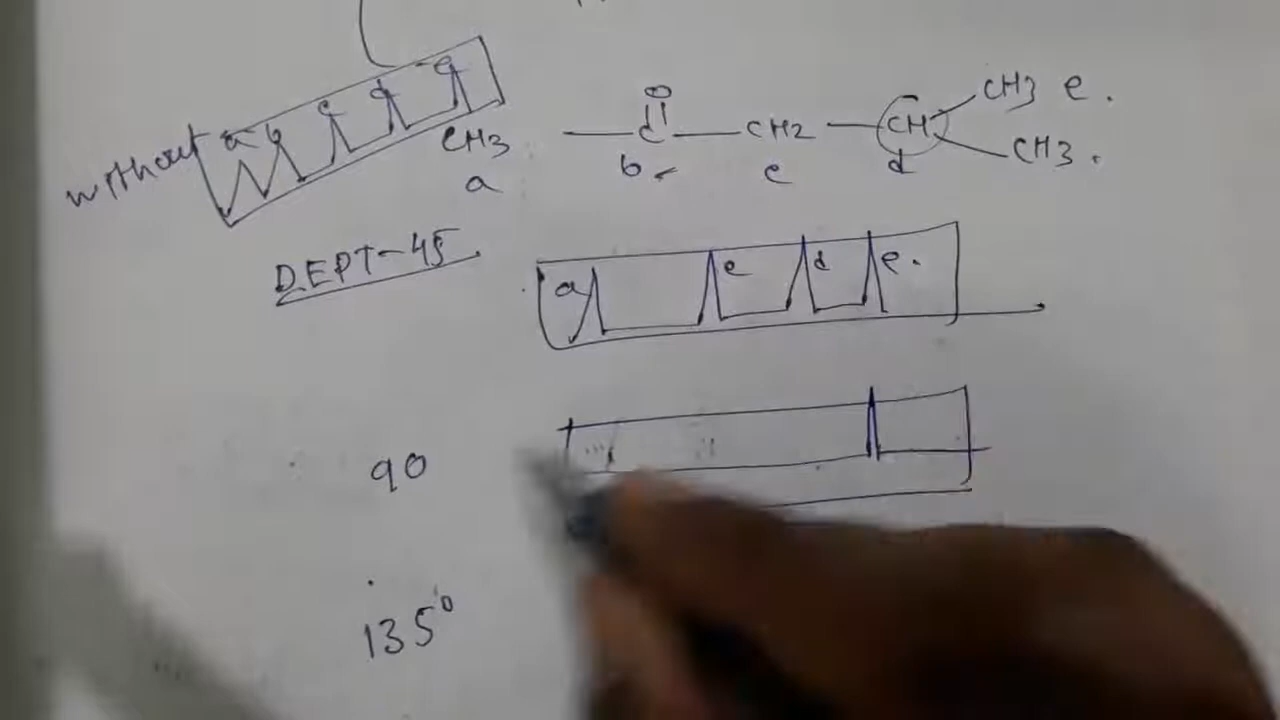 without a b c d e
CH3 — C — CH2 — CH CH3 e.
O
CH3.
a b c d
DEPT-45
a c d e.
90
135°